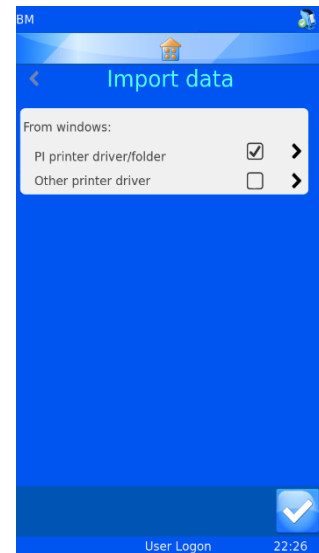 BM
Import data
From windows:
PI printer driver/folder
Other printer driver
User Logon 22:26